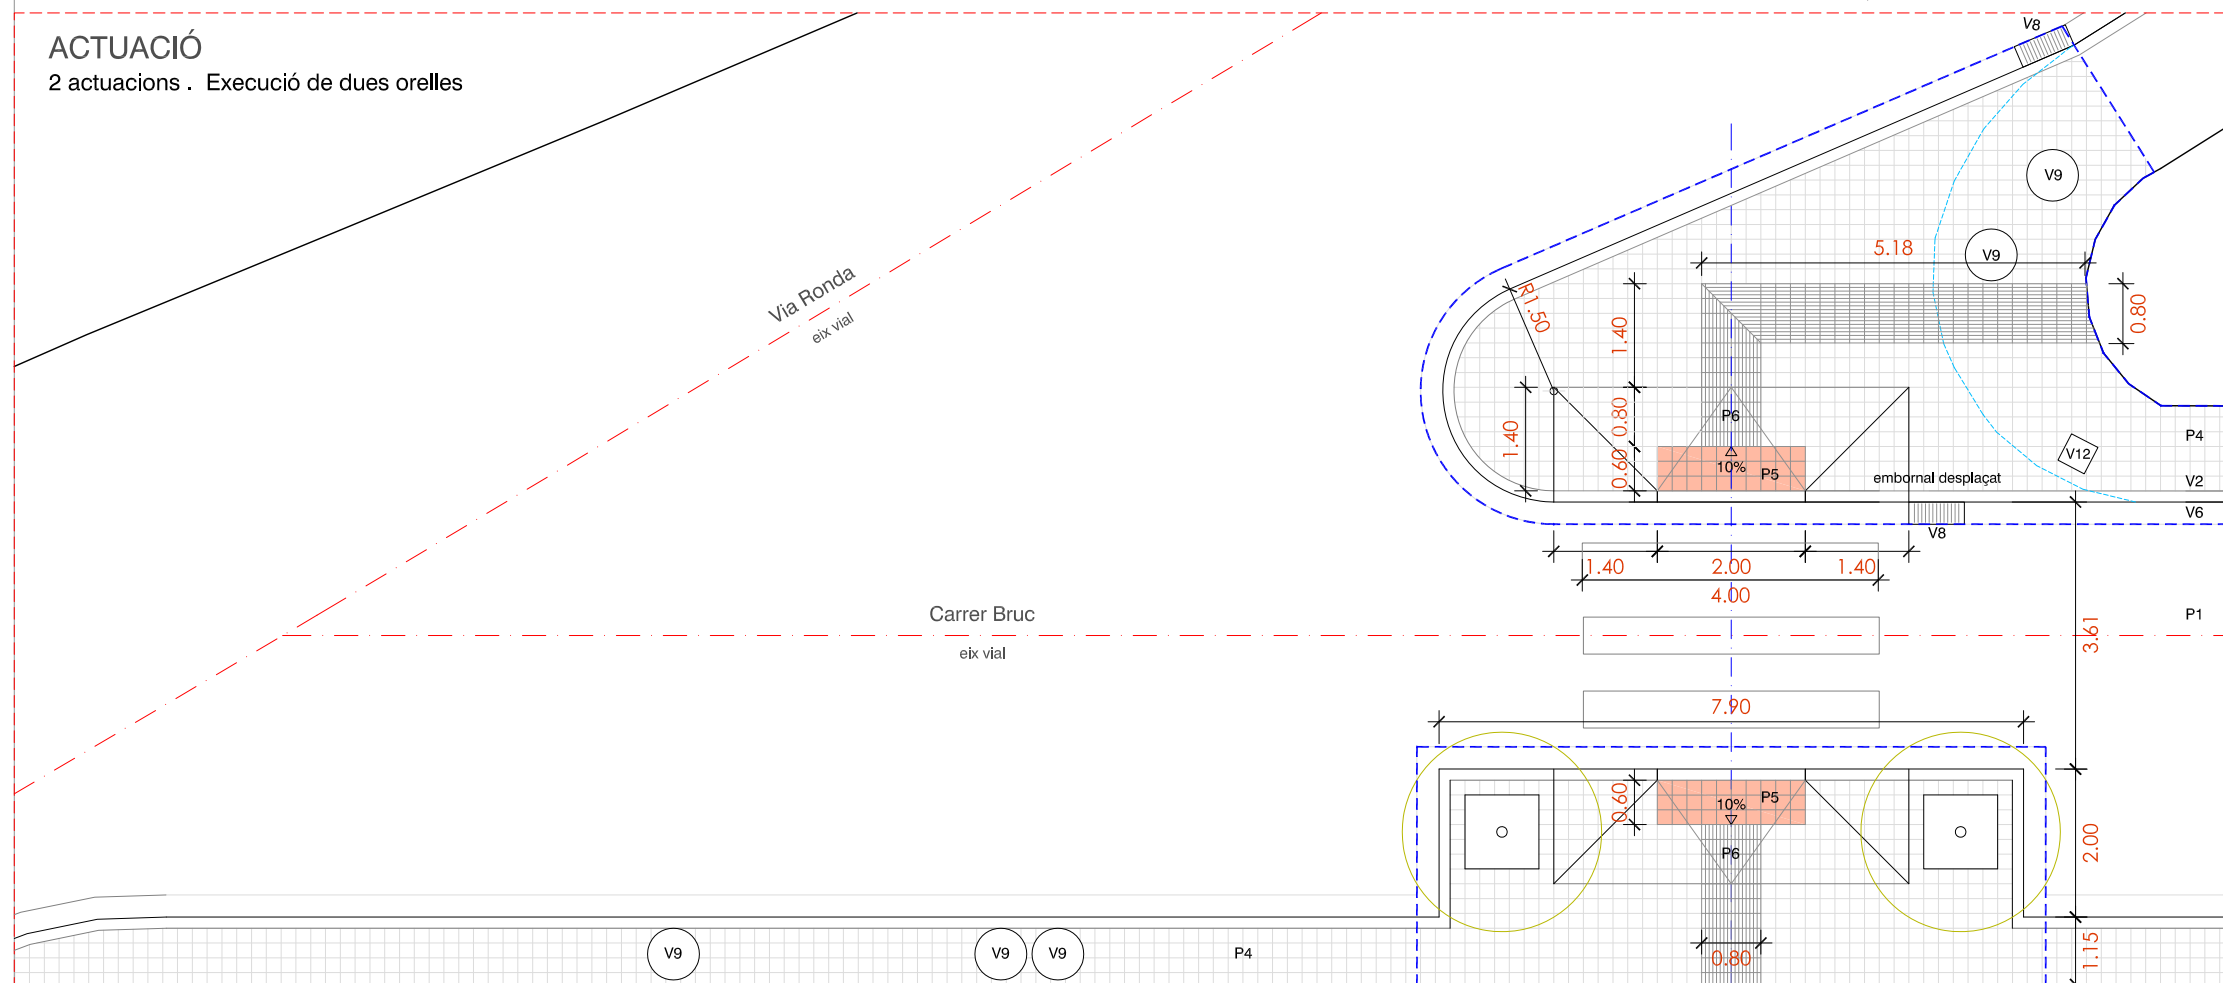 ACTUACIÓ
2 actuacions . Execució de dues orelles
V8
V9
V9
5.18
Via Ronda
eix vial
R1.50
1.40
0.80
1.40
0.80
0.60
P6
10%
P5
P4
V12
embornal desplaçat
V2
V6
V8
1.40
2.00
1.40
4.00
Carrer Bruc
eix vial
P1
3.61
7.90
0.60
10%
P5
P6
2.00
V9
V9
V9
P4
0.80
1.15